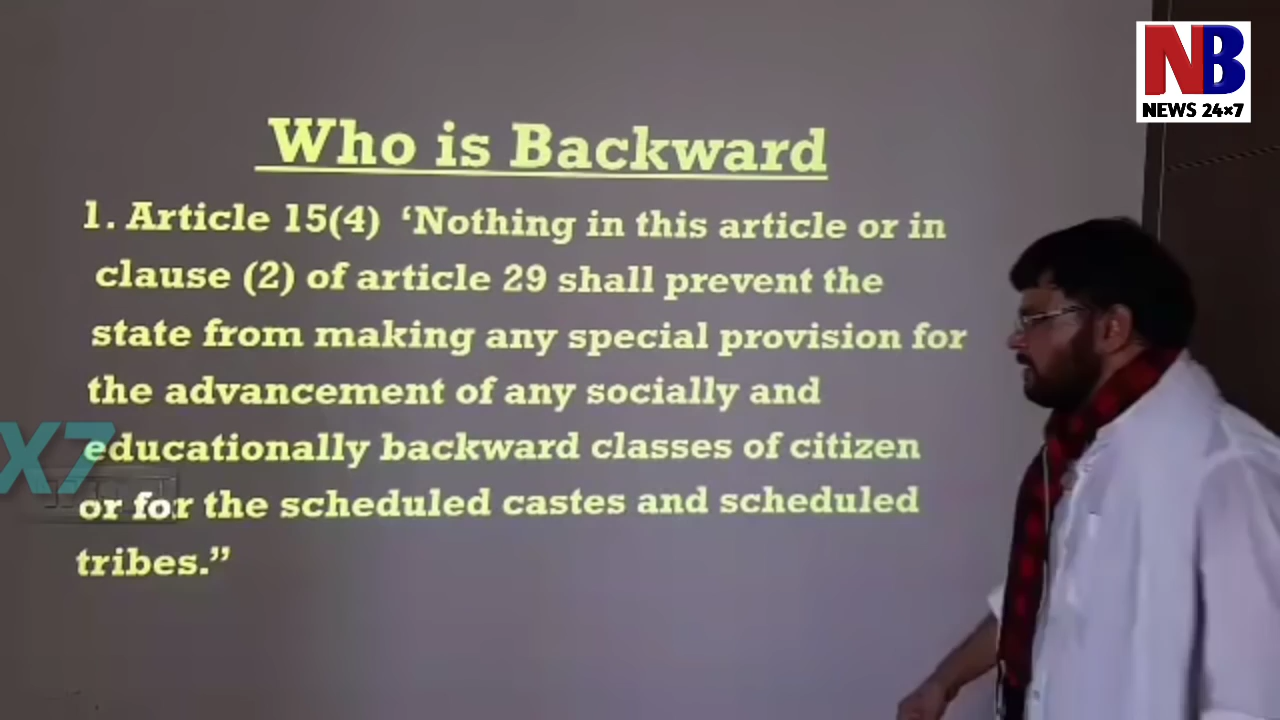 NB
NEWS 24×7
Who is Backward
1. Article 15(4) ‘Nothing in this article or in
clause (2) of article 29 shall prevent the
state from making any special provision for
the advancement of any socially and
educationally backward classes of citizen
or for the scheduled castes and scheduled
tribes.”
X7